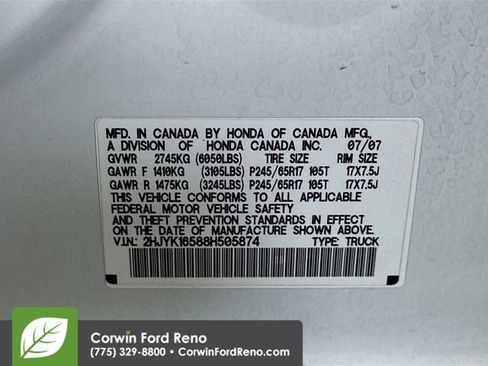 MFD. IN CANADA BY HONDA OF CANADA MFG.,
A DIVISION OF HONDA CANADA INC. 07/07
GVWR 2745KG (6050LBS) TIRE SIZE RIM SIZE
GAWR F 1410KG (3105LBS) P245/65R17 105T 17X7.5J
GAWR R 1475KG (3245LBS) P245/65R17 105T 17X7.5J
THIS VEHICLE CONFORMS TO ALL APPLICABLE
FEDERAL MOTOR VEHICLE SAFETY
AND THEFT PREVENTION STANDARDS IN EFFECT
ON THE DATE OF MANUFACTURE SHOWN ABOVE.
V.I.N.: 2HJYK16588H505874 TYPE: TRUCK
Corwin Ford Reno
(775) 329-8800 • CorwinFordReno.com